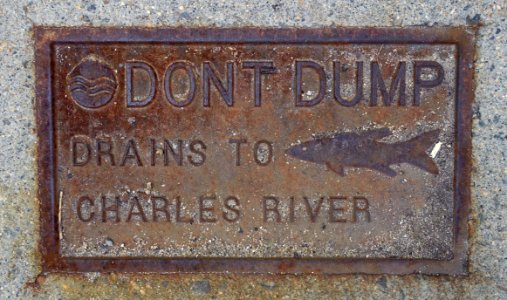 DONT DUMP
DRAINS TO
CHARLES RIVER